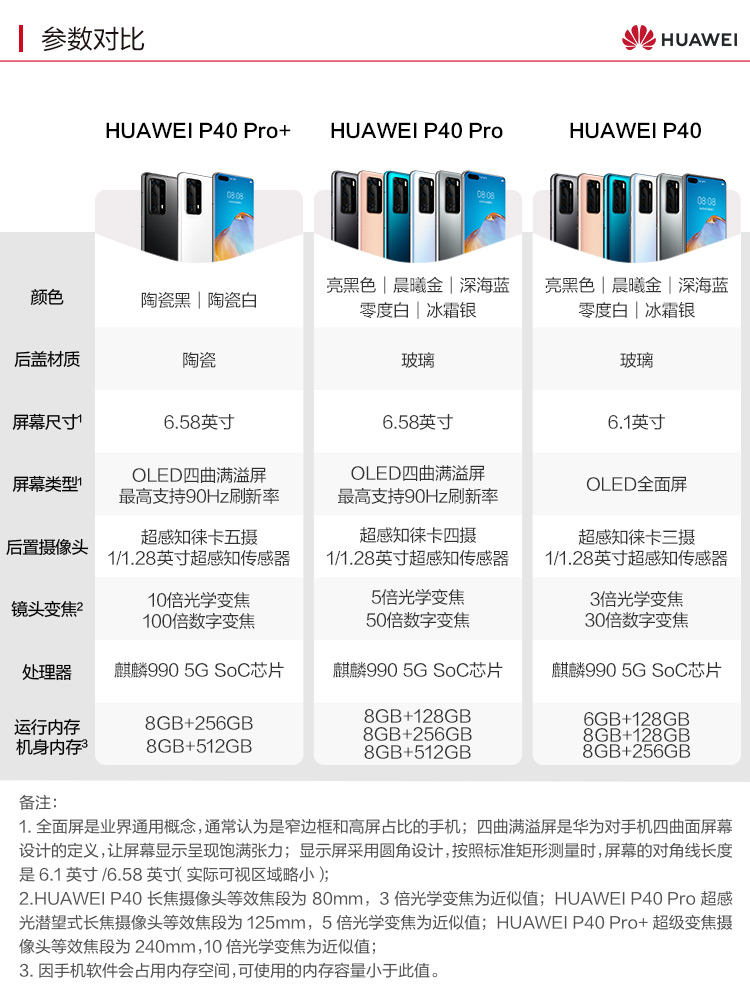 参数对比
HUAWEI
HUAWEI P40 Pro+
HUAWEI P40 Pro
HUAWEI P40
08:08
08:08
08:08
颜色
陶瓷黑｜陶瓷白
亮黑色｜晨曦金｜深海蓝
零度白｜冰霜银
亮黑色｜晨曦金｜深海蓝
零度白｜冰霜银
后盖材质
陶瓷
玻璃
玻璃
屏幕尺寸¹
6.58英寸
6.58英寸
6.1英寸
屏幕类型¹
OLED四曲满溢屏
最高支持90Hz刷新率
OLED四曲满溢屏
最高支持90Hz刷新率
OLED全面屏
后置摄像头
超感知徕卡五摄
1/1.28英寸超感知传感器
超感知徕卡四摄
1/1.28英寸超感知传感器
超感知徕卡三摄
1/1.28英寸超感知传感器
镜头变焦²
10倍光学变焦
100倍数字变焦
5倍光学变焦
50倍数字变焦
3倍光学变焦
30倍数字变焦
处理器
麒麟990 5G SoC芯片
麒麟990 5G SoC芯片
麒麟990 5G SoC芯片
运行内存
机身内存³
8GB+256GB
8GB+512GB
8GB+128GB
8GB+256GB
8GB+512GB
6GB+128GB
8GB+128GB
8GB+256GB
备注：
1. 全面屏是业界通用概念，通常认为是窄边框和高屏占比的手机；四曲满溢屏是华为对手机四曲面屏幕
设计的定义，让屏幕显示呈现饱满张力；显示屏采用圆角设计，按照标准矩形测量时，屏幕的对角线长度
是 6.1 英寸 /6.58 英寸（ 实际可视区域略小 ）；
2.HUAWEI P40 长焦摄像头等效焦段为 80mm，3 倍光学变焦为近似值；HUAWEI P40 Pro 超感
光潜望式长焦摄像头等效焦段为 125mm，5 倍光学变焦为近似值；HUAWEI P40 Pro+ 超级变焦摄
像头等效焦段为 240mm，10 倍光学变焦为近似值；
3. 因手机软件会占用内存空间，可使用的内存容量小于此值。